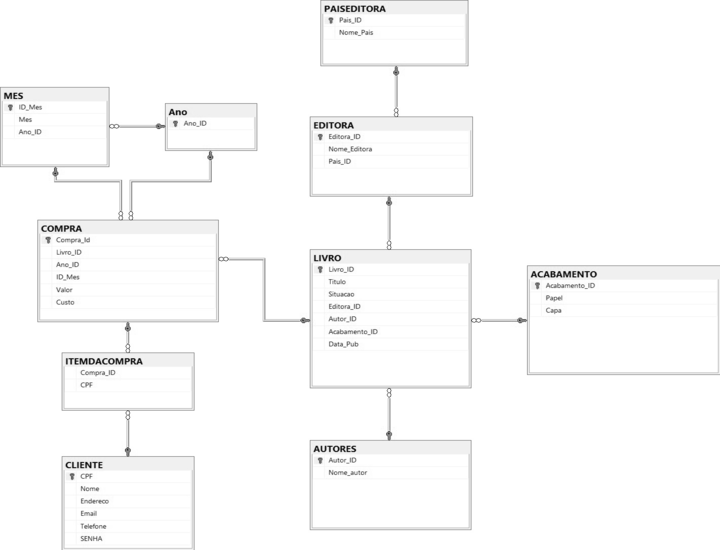 PAISEDITORA
Pais_ID
Nome_Pais
MES
ID_Mes
Mes
Ano_ID
Ano
Ano_ID
EDITORA
Editora_ID
Nome_Editora
Pais_ID
COMPRA
Compra_Id
Livro_ID
Ano_ID
ID_Mes
Valor
Custo
LIVRO
Livro_ID
Titulo
Situacao
Editora_ID
Autor_ID
Acabamento_ID
Data_Pub
ACABAMENTO
Acabamento_ID
Papel
Capa
ITEMDACOMPRA
Compra_ID
CPF
AUTORES
Autor_ID
Nome_autor
CLIENTE
CPF
Nome
Endereco
Email
Telefone
SENHA